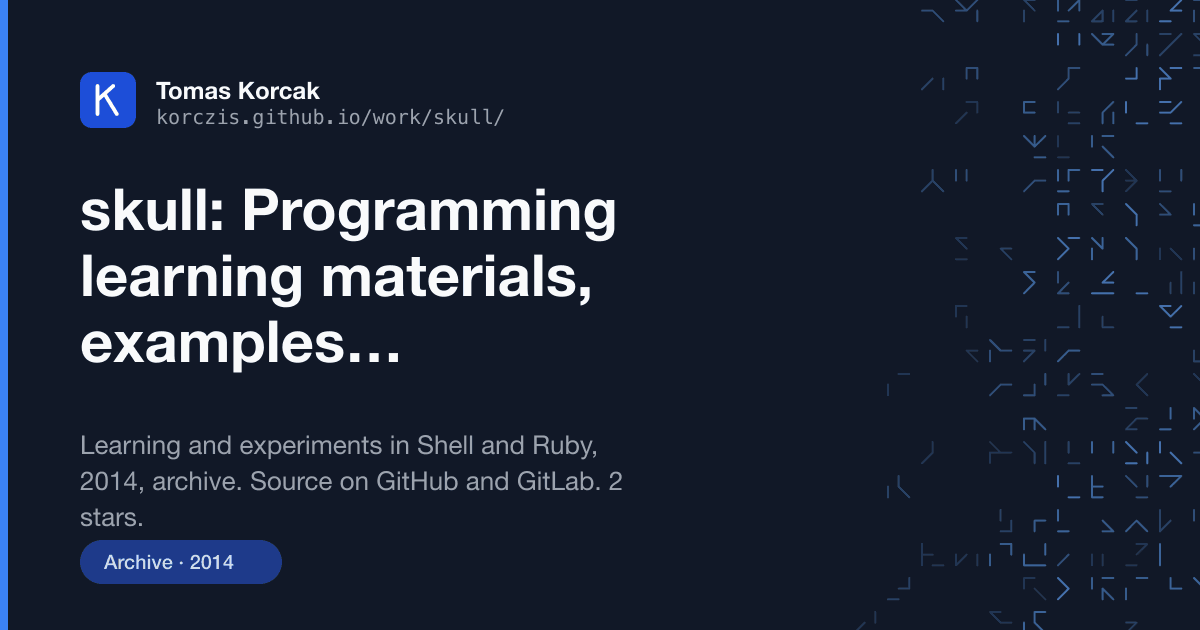 K
Tomas Korcak
korczis.github.io/work/skull/
skull: Programming
learning materials,
examples…
Learning and experiments in Shell and Ruby,
2014, archive. Source on GitHub and GitLab. 2
stars.
Archive · 2014